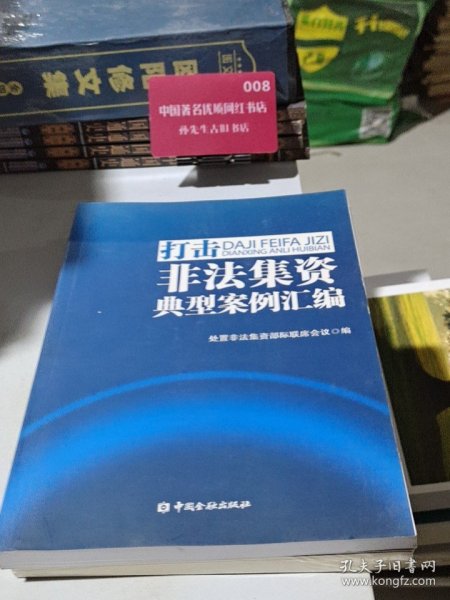 008
中国著名优质网红书店
孙先生古旧书店
打击 DAJI FEIFA JIZI
DIANXING ANLI HUIBIAN
非法集资
典型案例汇编
处置非法集资部际联席会议◎编
中国金融出版社
孔夫子旧书网
www.kongfz.com